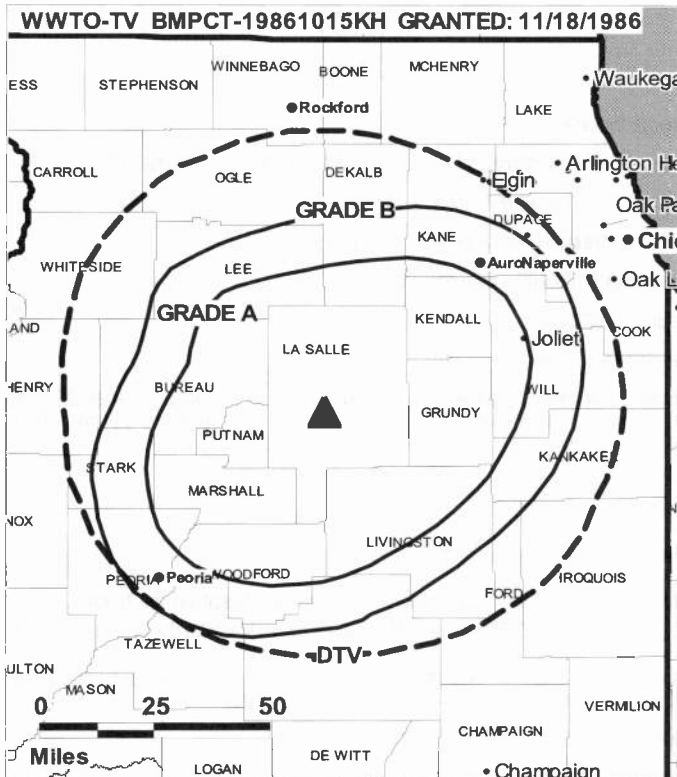 WWTO-TV BMPCT-19861015KH GRANTED: 11/18/1986
WINNEBAGO
BOONE
MCHENRY
ESS
STEPHENSON
Waukega
Rockford
LAKE
CARROLL
OGLE
DEKALB
Elgin
Arlington He
GRADE B
DUPAGE
Oak Pa
KANE
Chic
WHITESIDE
LEE
AuroNaperville
Oak L
GRADE A
KENDALL
AND
LA SALLE
Joliet
COOK
HENRY
BUREAU
WILL
PUTNAM
GRUNDY
STARK
KANKAKEE
MARSHALL
NOX
LIVINGSTON
PEORIA
Peoria
WOODFORD
IROQUOIS
FORD
TAZEWELL
DTV
ULTON
MASON
0 25 50
VERMILION
CHAMPAIGN
Miles
DE WITT
LOGAN
Champaign